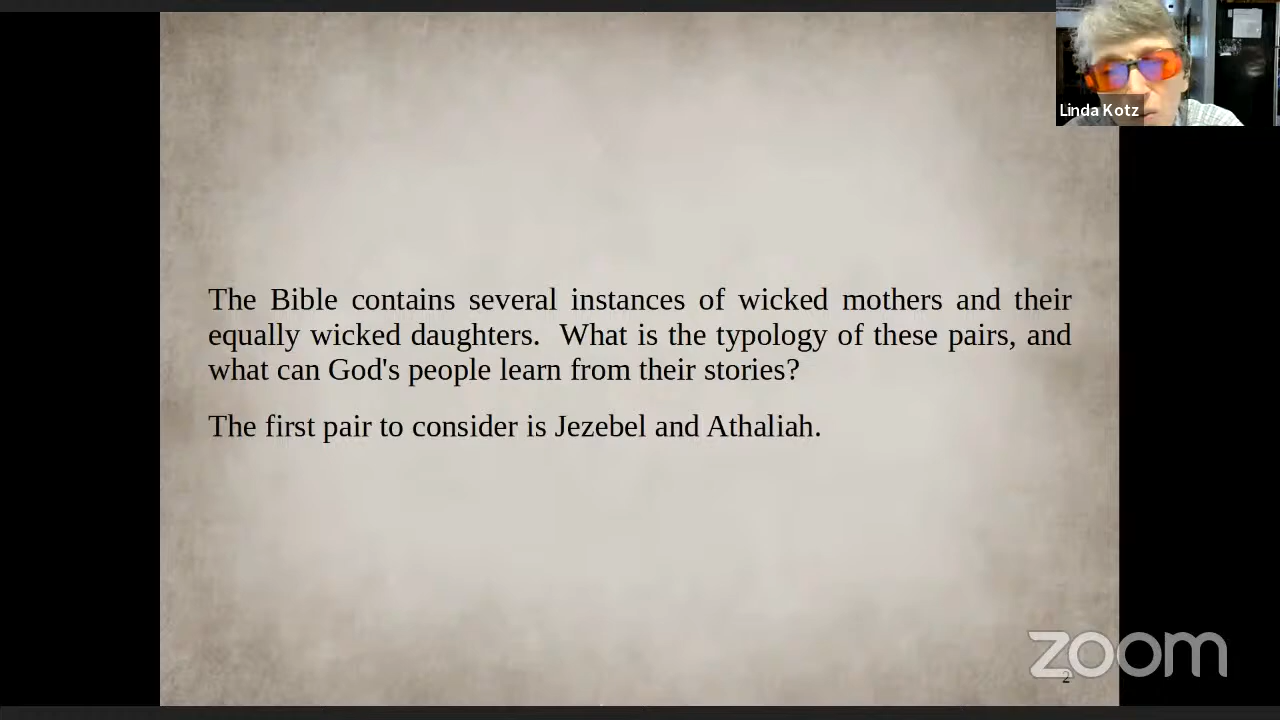 Linda Kotz
The Bible contains several instances of wicked mothers and their
equally wicked daughters.  What is the typology of these pairs, and
what can God's people learn from their stories?
The first pair to consider is Jezebel and Athaliah.
zoom
2